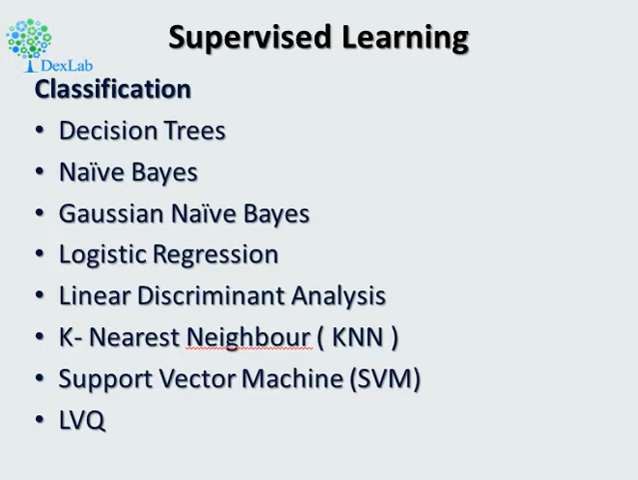 Supervised Learning
DexLab
Classification
• Decision Trees
• Naïve Bayes
• Gaussian Naïve Bayes
• Logistic Regression
• Linear Discriminant Analysis
• K- Nearest Neighbour ( KNN )
• Support Vector Machine (SVM)
• LVQ